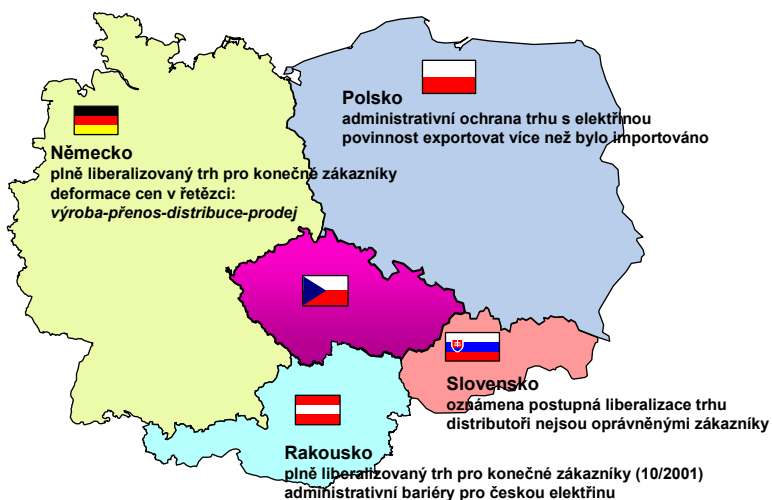 Polsko
administrativní ochrana trhu s elektřinou
povinnost exportovat více než bylo importováno
Německo
plně liberalizovaný trh pro konečné zákazníky
deformace cen v řetězci:
výroba-přenos-distribuce-prodej
Slovensko
oznámena postupná liberalizace trhu
distributoři nejsou oprávněnými zákazníky
Rakousko
plně liberalizovaný trh pro konečné zákazníky (10/2001)
administrativní bariéry pro českou elektřinu